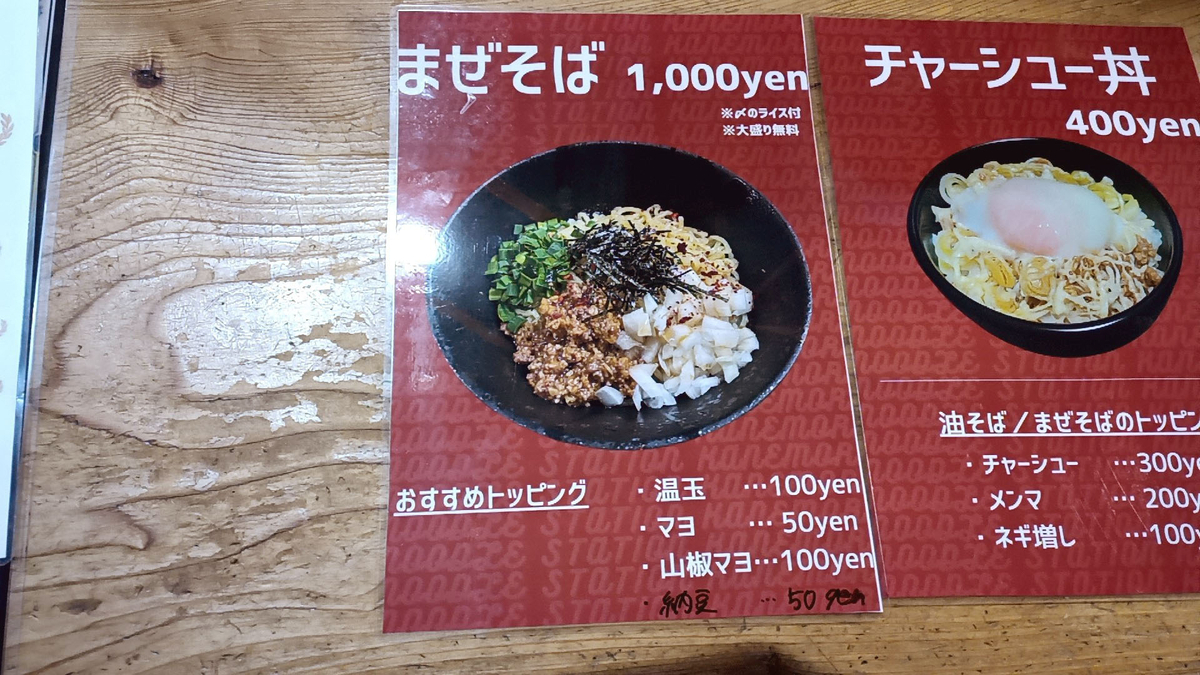 まぜそば 1,000yen
※〆のライス付
※大盛り無料
おすすめトッピング
・温玉 …100yen
・マヨ … 50yen
・山椒マヨ…100yen
・納豆 … 50 yen
チャーシュー丼
400yen
油そば / まぜそばのトッピン
・チャーシュー …300ye
・メンマ … 200y
・ネギ増し …100y